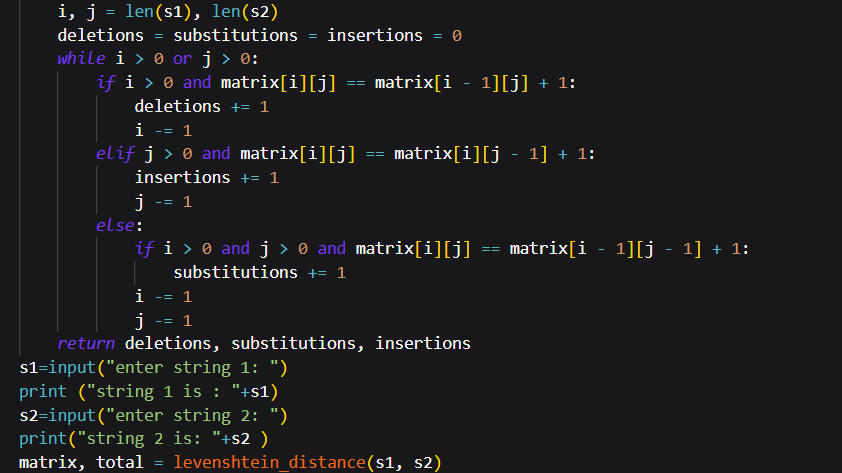 i, j = len(s1), len(s2)
deletions = substitutions = insertions = 0
while i > 0 or j > 0:
if i > 0 and matrix[i][j] == matrix[i - 1][j] + 1:
deletions += 1
i -= 1
elif j > 0 and matrix[i][j] == matrix[i][j - 1] + 1:
insertions += 1
j -= 1
else:
if i > 0 and j > 0 and matrix[i][j] == matrix[i - 1][j - 1] + 1:
substitutions += 1
i -= 1
j -= 1
return deletions, substitutions, insertions
s1=input("enter string 1: ")
print ("string 1 is : "+s1)
s2=input("enter string 2: ")
print("string 2 is: "+s2 )
matrix, total = levenshtein_distance(s1, s2)